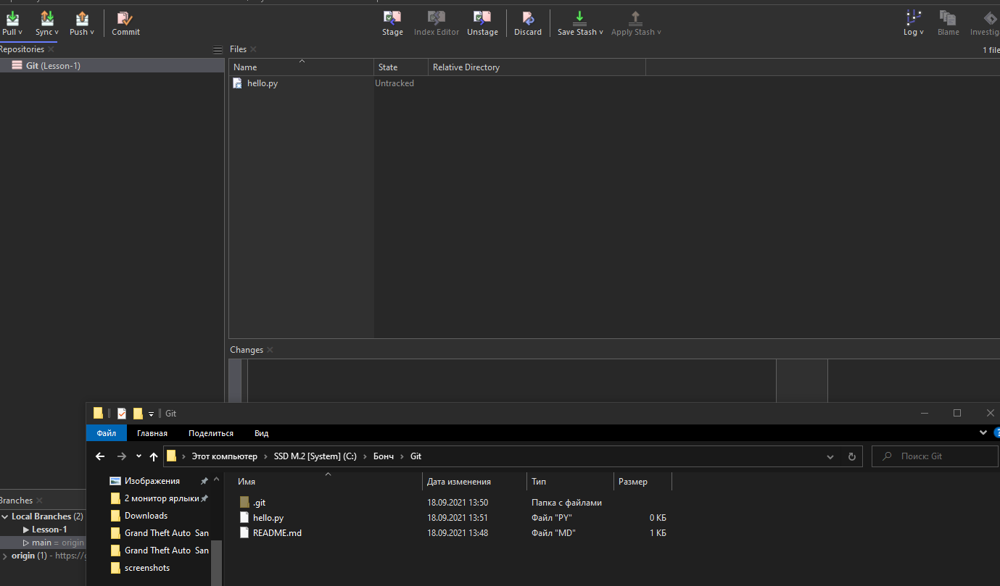 Pull Sync Push Commit Stage Index Editor Unstage Discard Save Stash Apply Stash Log Blame Investig
Repositories Files 1 file
Git (Lesson-1)
Name State Relative Directory
hello.py Untracked
Changes
Git
Файл Главная Поделиться Вид
Этот компьютер SSD M.2 [System] (C:) Бонч Git Поиск: Git
Изображения
2 монитор ярлыки
Downloads
Grand Theft Auto San
Grand Theft Auto San
screenshots
Имя Дата изменения Тип Размер
.git 18.09.2021 13:50 Папка с файлами
hello.py 18.09.2021 13:51 Файл "PY" 0 КБ
README.md 18.09.2021 13:48 Файл "MD" 1 КБ
Branches
Local Branches (2)
Lesson-1
main = origin
origin (1) - https://g